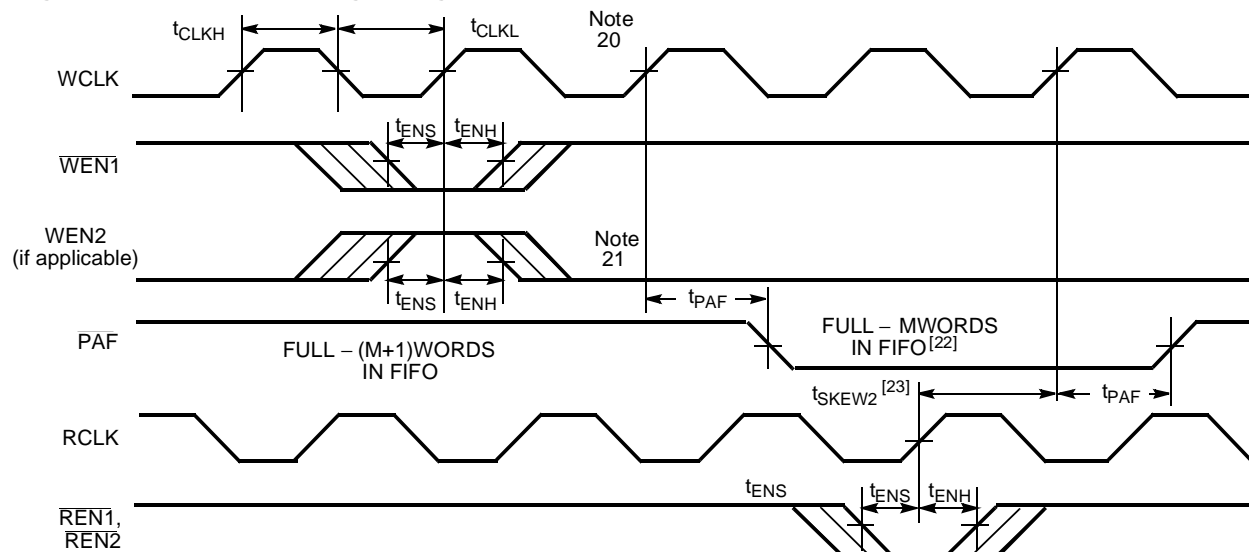 tCLKH
tCLKL
Note
20
WCLK
tENS
tENH
WEN1
WEN2
(if applicable)
Note
21
tENS
tENH
tPAF
PAF
FULL – (M+1)WORDS
IN FIFO
FULL – MWORDS
IN FIFO[22]
tSKEW2 [23]
tPAF
RCLK
tENS
tENS
tENH
REN1,
REN2